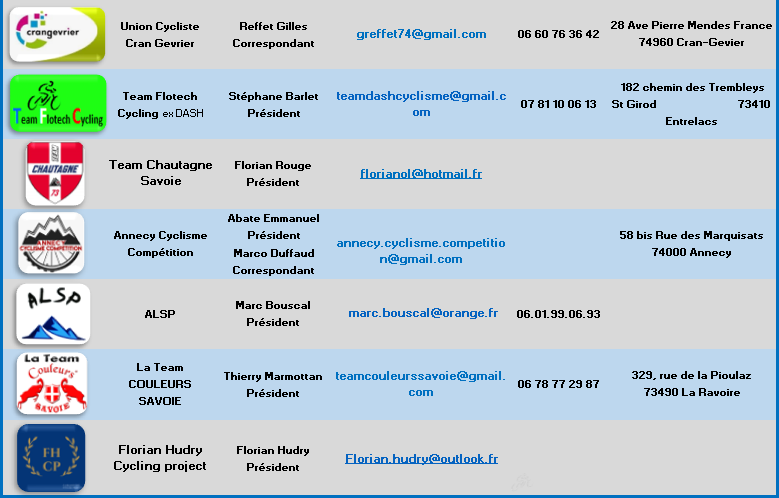 crangevrier
Union Cycliste
Cran Gevrier
Reffet Gilles
Correspondant
greffet74@gmail.com
06 60 76 36 42
28 Ave Pierre Mendes France
74960 Cran-Gevier
Team Flotech Cycling
Team Flotech
Cycling ex DASH
Stéphane Barlet
Président
teamdashcyclisme@gmail.c
om
07 81 10 06 13
182 chemin des Trembleys
St Girod 73410
Entrelacs
CHAUTAGNE
73
Team Chautagne
Savoie
Florian Rouge
Président
florianol@hotmail.fr
ANNECY
CYCLISME COMPETITION
Annecy Cyclisme
Compétition
Abate Emmanuel
Président
Marco Duffaud
Correspondant
annecy.cyclisme.competitio
n@gmail.com
58 bis Rue des Marquisats
74000 Annecy
ALSP
ALSP
Marc Bouscal
Président
marc.bouscal@orange.fr
06.01.99.06.93
La Team
Couleurs
SAVOIE
La Team
COULEURS
SAVOIE
Thierry Marmottan
Président
teamcouleurssavoie@gmail.
com
06 78 77 29 87
329, rue de la Pioulaz
73490 La Ravoire
FH
CP
Florian Hudry
Cycling project
Florian Hudry
Président
Florian.hudry@outlook.fr